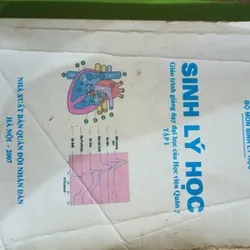 BỘ MÔN SINH LÝ HỌC
SINH LÝ HỌC
Giáo trình giảng dạy đại học của Học viện Quân y
TẬP I
NHÀ XUẤT BẢN QUÂN ĐỘI NHÂN DÂN
HÀ NỘI - 2007